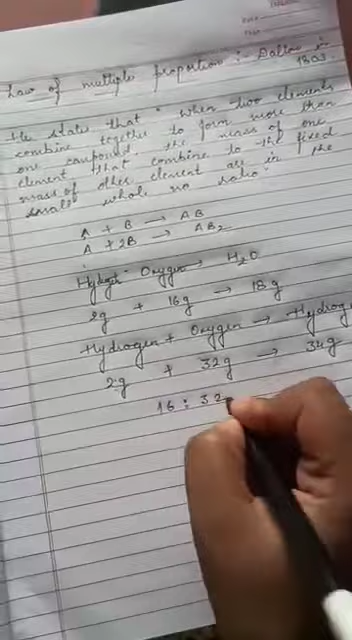 Law of multiple proportion :- Dalton in
1803.
He state that "when two elements
combine together to form more than
one compound the mass of one
element that combine to the fixed
mass of other element are in the
small whole no ratio.
A + B → AB
A + 2B → AB2
Oxygen → H2O
2g + 16g → 18g
Hydrogen + Oxygen → Hydrog
2g + 32g → 34g
16 : 32